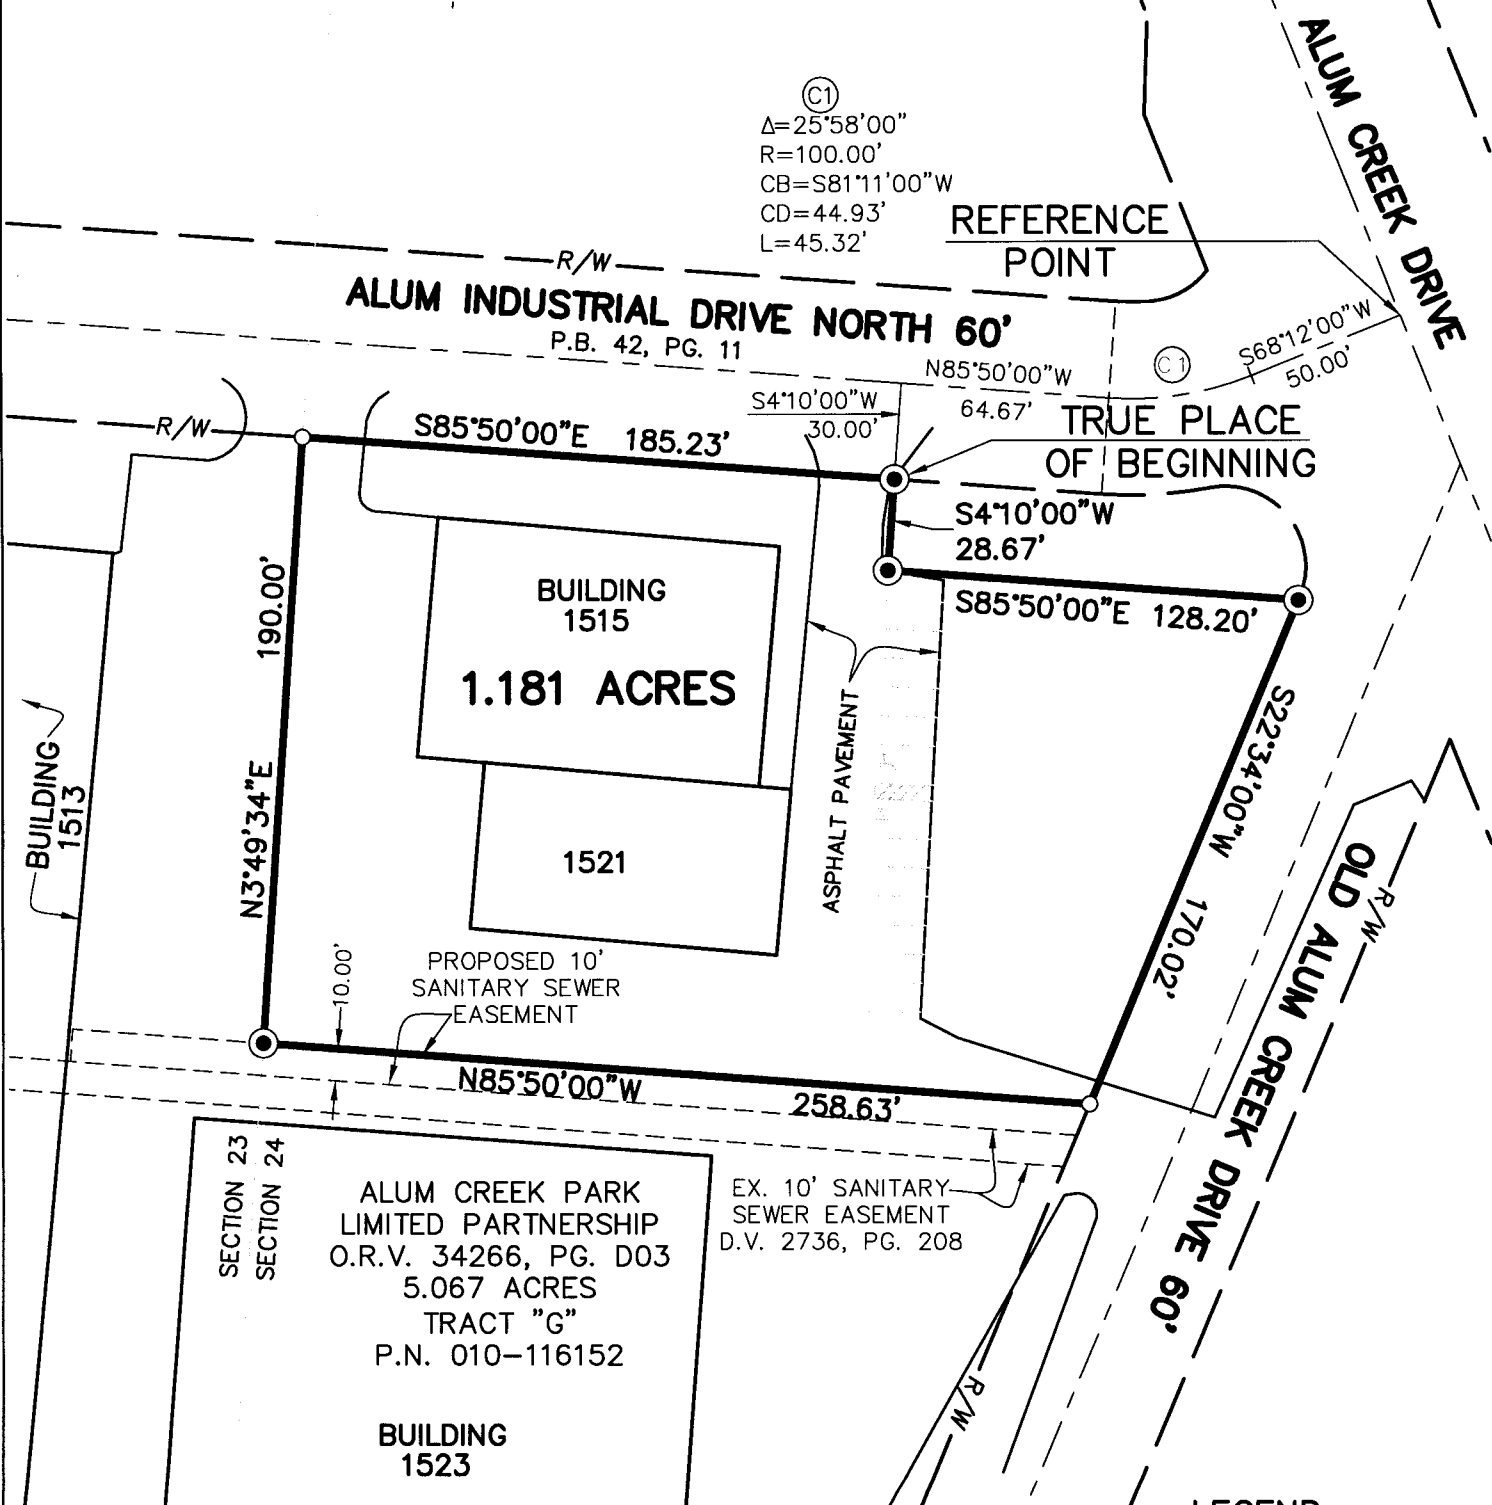 C1
Δ=25°58'00"
R=100.00'
CB=S81°11'00"W
CD=44.93'
L=45.32'
REFERENCE
POINT
ALUM CREEK DRIVE
R/W
ALUM INDUSTRIAL DRIVE NORTH 60'
P.B. 42, PG. 11
N85°50'00"W
64.67'
C1
S68°12'00"W
50.00'
S4°10'00"W
30.00'
TRUE PLACE
OF BEGINNING
R/W
S85°50'00"E 185.23'
S4°10'00"W
28.67'
S85°50'00"E 128.20'
190.00'
N3°49'34"E
BUILDING
1515
1.181 ACRES
1521
BUILDING
1513
ASPHALT PAVEMENT
S22°34'00"W 170.02'
OLD ALUM CREEK DRIVE 60'
R/W
10.00'
PROPOSED 10'
SANITARY SEWER
EASEMENT
N85°50'00"W 258.63'
SECTION 23
SECTION 24
ALUM CREEK PARK
LIMITED PARTNERSHIP
O.R.V. 34266, PG. D03
5.067 ACRES
TRACT "G"
P.N. 010-116152
EX. 10' SANITARY
SEWER EASEMENT
D.V. 2736, PG. 208
R/W
BUILDING
1523
LEGEND